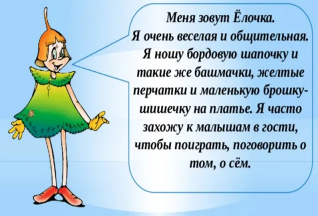 Меня зовут Ёлочка.
Я очень веселая и общительная.
Я ношу бордовую шапочку и
такие же башмачки, желтые
перчатки и маленькую брошку-
шишечку на платье. Я часто
захожу к малышам в гости,
чтобы поиграть, поговорить о
том, о сём.